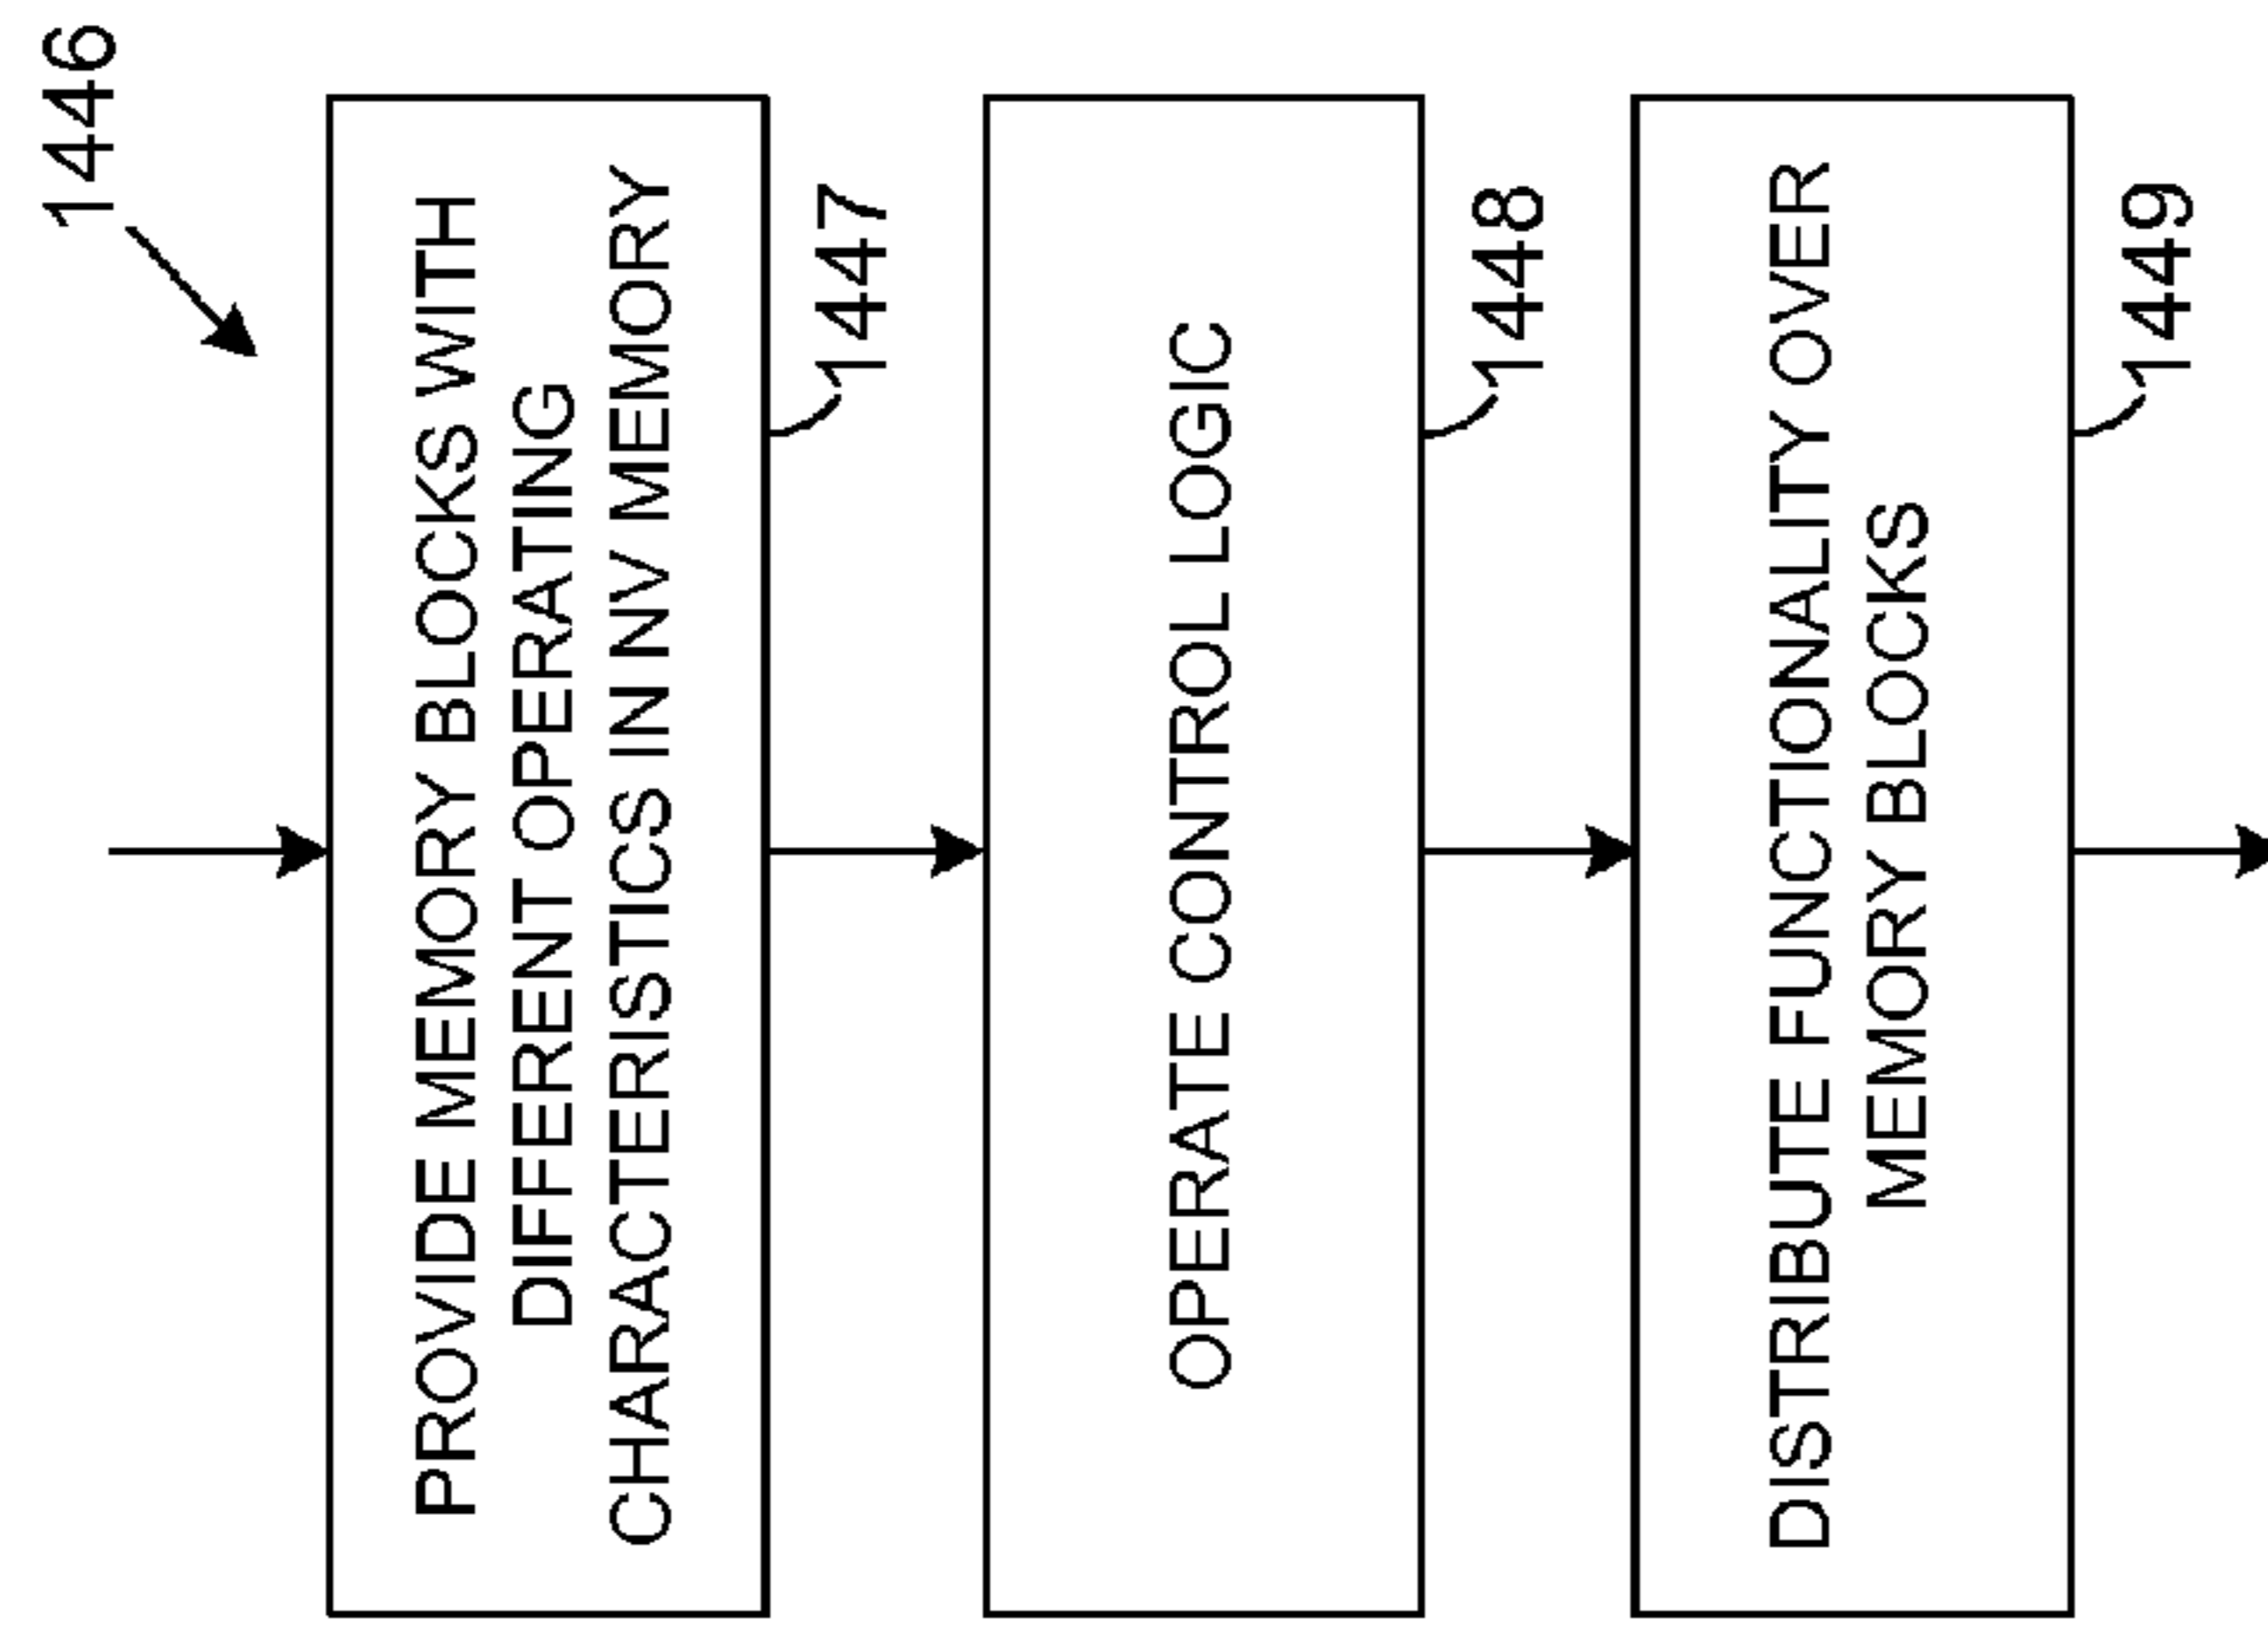 1446
PROVIDE MEMORY BLOCKS WITH
DIFFERENT OPERATING
CHARACTERISTICS IN NV MEMORY
1447
OPERATE CONTROL LOGIC
1448
DISTRIBUTE FUNCTIONALITY OVER
MEMORY BLOCKS
1449